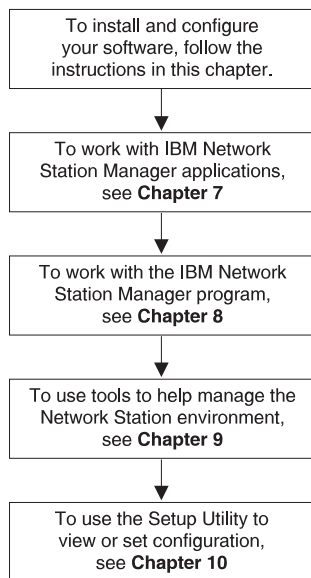 To install and configure
your software, follow the
instructions in this chapter.
To work with IBM Network
Station Manager applications,
see Chapter 7
To work with the IBM Network
Station Manager program,
see Chapter 8
To use tools to help manage the
Network Station environment,
see Chapter 9
To use the Setup Utility to
view or set configuration,
see Chapter 10